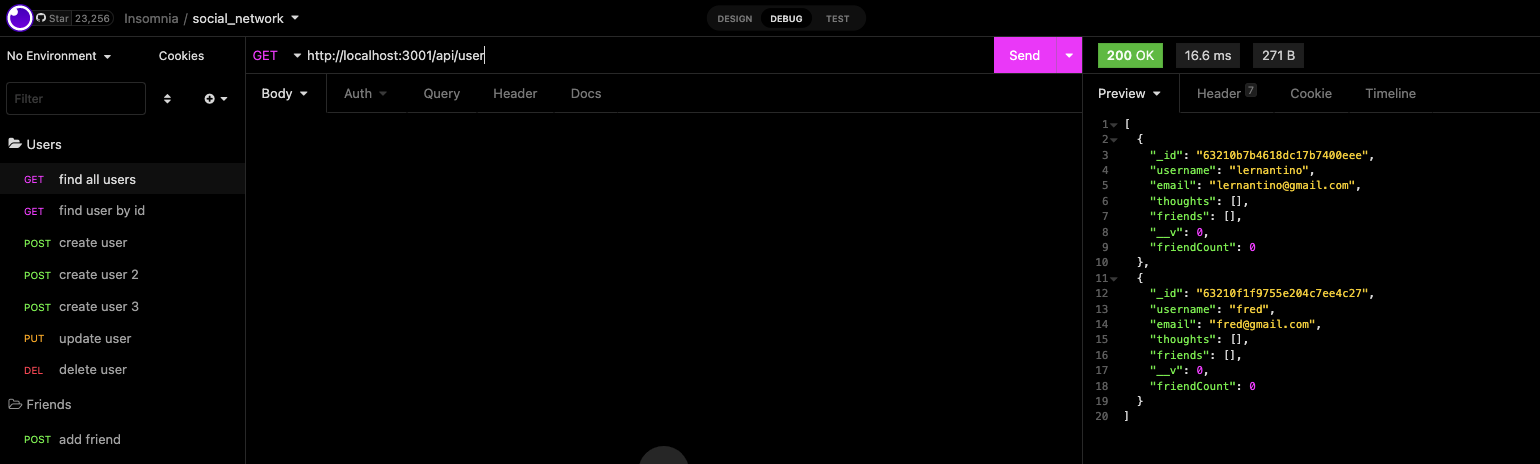 Star 23,256 Insomnia / social_network DESIGN DEBUG TEST
No Environment Cookies
GET http://localhost:3001/api/user Send
200 OK 16.6 ms 271 B
Filter
Body Auth Query Header Docs
Preview Header 7 Cookie Timeline
Users
GET find all users
GET find user by id
POST create user
POST create user 2
POST create user 3
PUT update user
DEL delete user
Friends
POST add friend
1 [
2 {
3 "_id": "63210b7b4618dc17b7400eee",
4 "username": "lernantino",
5 "email": "lernantino@gmail.com",
6 "thoughts": [],
7 "friends": [],
8 "__v": 0,
9 "friendCount": 0
10 },
11 {
12 "_id": "63210f1f9755e204c7ee4c27",
13 "username": "fred",
14 "email": "fred@gmail.com",
15 "thoughts": [],
16 "friends": [],
17 "__v": 0,
18 "friendCount": 0
19 }
20 ]